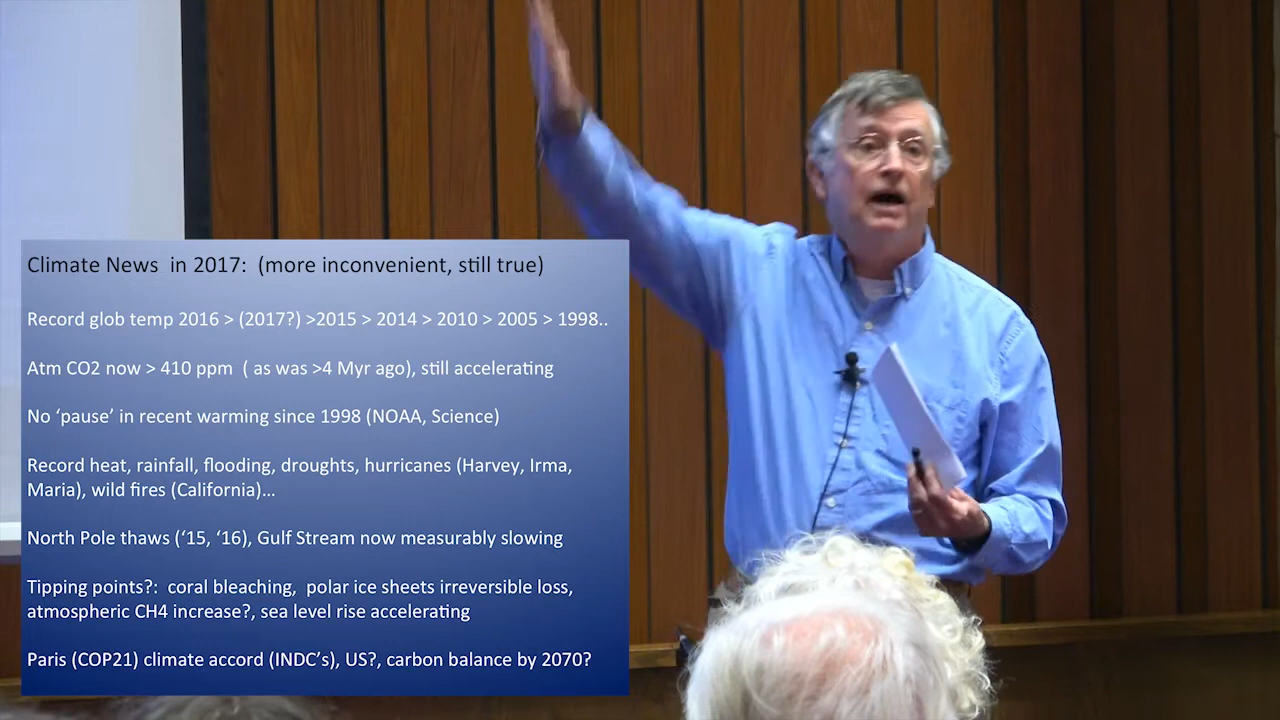 Climate News  in 2017:  (more inconvenient, still true)
Record glob temp 2016 > (2017?) >2015 > 2014 > 2010 > 2005 > 1998..
Atm CO2 now > 410 ppm  ( as was >4 Myr ago), still accelerating
No ‘pause’ in recent warming since 1998 (NOAA, Science)
Record heat, rainfall, flooding, droughts, hurricanes (Harvey, Irma,
Maria), wild fires (California)…
North Pole thaws (‘15, ‘16), Gulf Stream now measurably slowing
Tipping points?:  coral bleaching,  polar ice sheets irreversible loss,
atmospheric CH4 increase?, sea level rise accelerating
Paris (COP21) climate accord (INDC’s), US?, carbon balance by 2070?